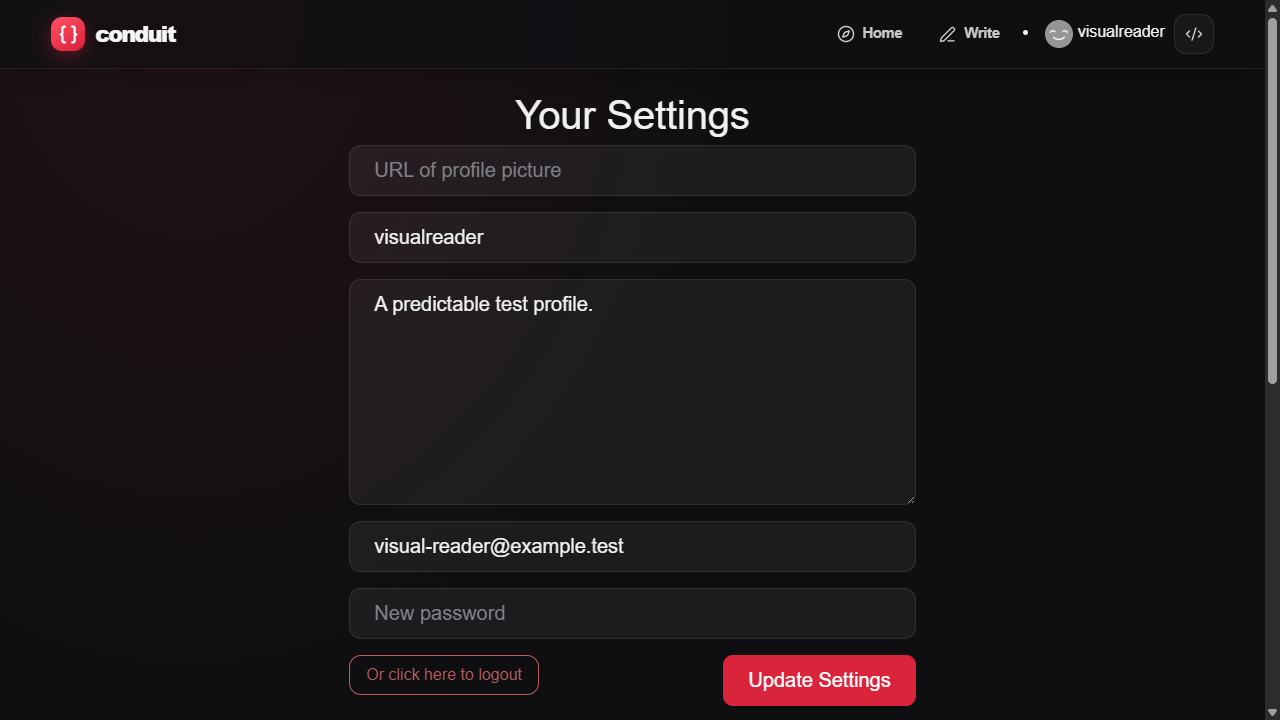 { } conduit
Home
Write
visualreader
</>
Your Settings
URL of profile picture
visualreader
A predictable test profile.
visual-reader@example.test
New password
Or click here to logout
Update Settings